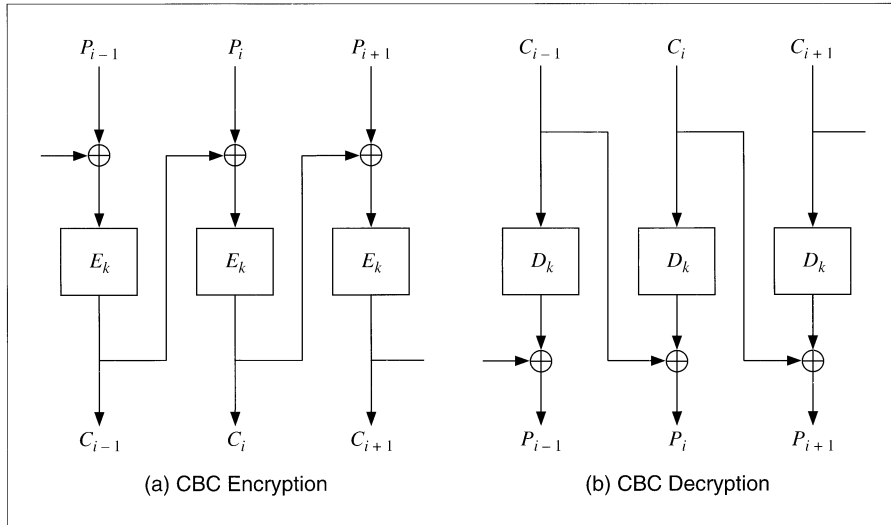 P_{i – 1} P_i P_{i + 1}
E_k E_k E_k
C_{i – 1} C_i C_{i + 1}
(a) CBC Encryption
C_{i – 1} C_i C_{i + 1}
D_k D_k D_k
P_{i – 1} P_i P_{i + 1}
(b) CBC Decryption